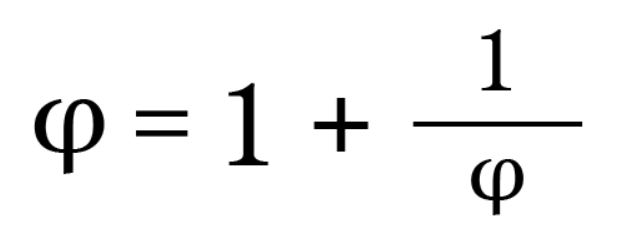 φ = 1 + 1/φ